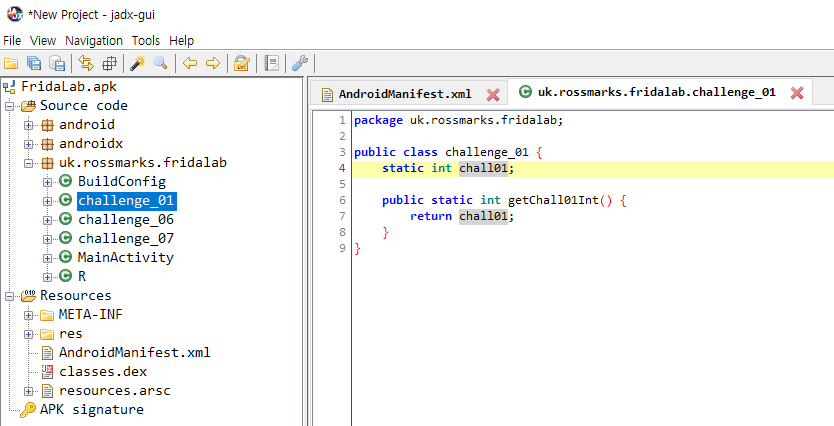 *New Project - jadx-gui
File View Navigation Tools Help
FridaLab.apk
Source code
android
androidx
uk.rossmarks.fridalab
BuildConfig
challenge_01
challenge_06
challenge_07
MainActivity
R
Resources
META-INF
res
AndroidManifest.xml
classes.dex
resources.arsc
APK signature
AndroidManifest.xml
uk.rossmarks.fridalab.challenge_01
1 package uk.rossmarks.fridalab;
2
3 public class challenge_01 {
4 static int chall01;
5
6 public static int getChall01Int() {
7 return chall01;
8 }
9 }